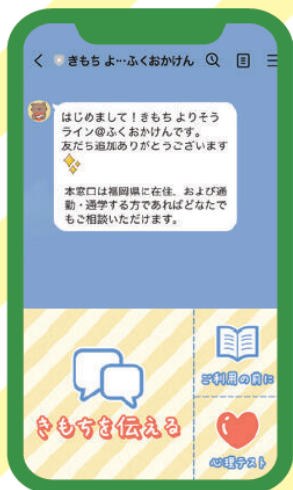 きもち よ…ふくおかけん
はじめまして！きもち よりそう
ライン@ふくおかけんです。
友だち追加ありがとうございます
本窓口は福岡県に在住、および通
勤・通学する方であればどなたで
もご相談いただけます。
きもちを伝える
ご利用の前に
心理テスト